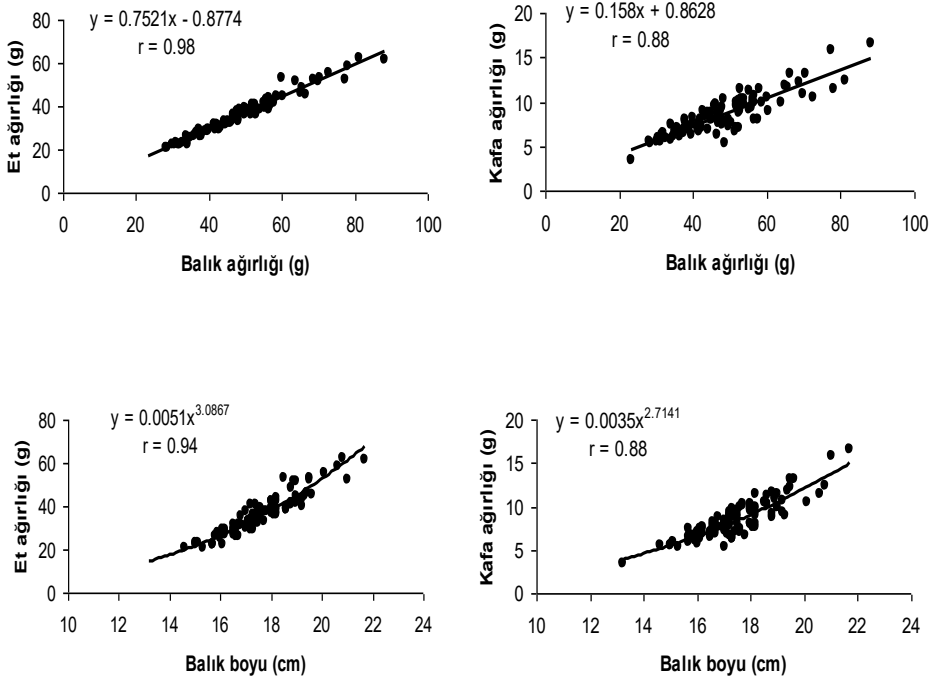 y = 0.7521x - 0.8774
r = 0.98
80
60
40
20
0
0 20 40 60 80 100
Et ağırlığı (g)
Balık ağırlığı (g)
y = 0.158x + 0.8628
r = 0.88
20
15
10
5
0
0 20 40 60 80 100
Kafa ağırlığı (g)
Balık ağırlığı (g)
y = 0.0051x^3.0867
r = 0.94
80
60
40
20
0
10 12 14 16 18 20 22 24
Et ağırlığı (g)
Balık boyu (cm)
y = 0.0035x^2.7141
r = 0.88
20
15
10
5
0
10 12 14 16 18 20 22 24
Kafa ağırlığı (g)
Balık boyu (cm)